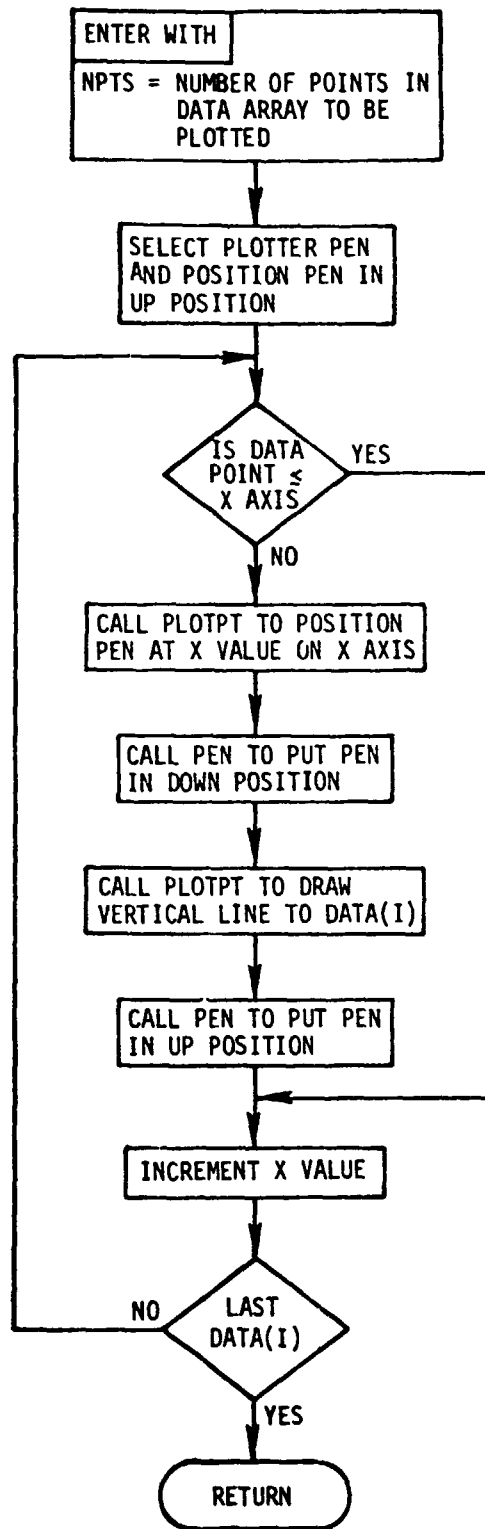 ENTER WITH
NPTS = NUMBER OF POINTS IN
DATA ARRAY TO BE
PLOTTED
SELECT PLOTTER PEN
AND POSITION PEN IN
UP POSITION
IS DATA
POINT ≤
X AXIS
YES
NO
CALL PLOTPT TO POSITION
PEN AT X VALUE ON X AXIS
CALL PEN TO PUT PEN
IN DOWN POSITION
CALL PLOTPT TO DRAW
VERTICAL LINE TO DATA(I)
CALL PEN TO PUT PEN
IN UP POSITION
INCREMENT X VALUE
NO
LAST
DATA(I)
YES
RETURN